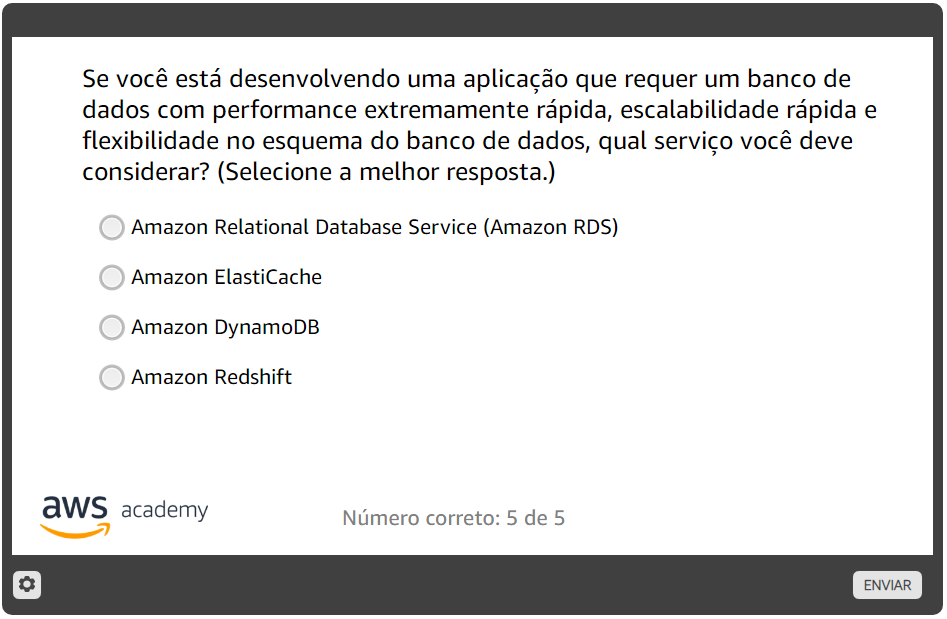 Se você está desenvolvendo uma aplicação que requer um banco de
dados com performance extremamente rápida, escalabilidade rápida e
flexibilidade no esquema do banco de dados, qual serviço você deve
considerar? (Selecione a melhor resposta.)
Amazon Relational Database Service (Amazon RDS)
Amazon ElastiCache
Amazon DynamoDB
Amazon Redshift
aws academy
Número correto: 5 de 5
ENVIAR